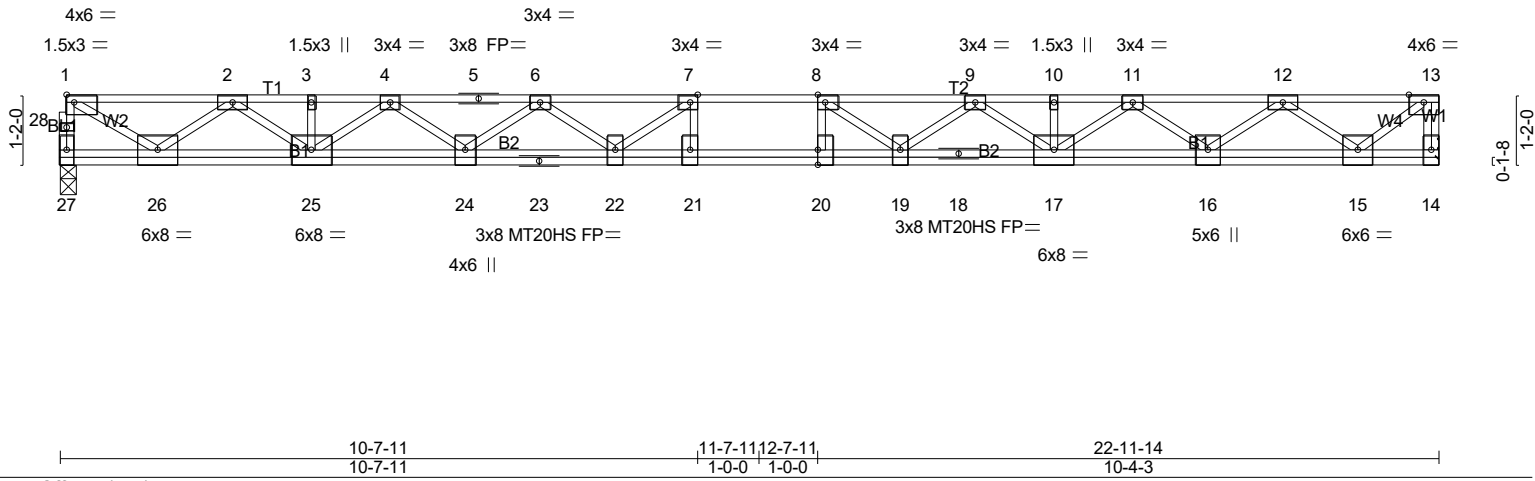 4x6 = 3x4 =
1.5x3 = 1.5x3 || 3x4 = 3x8 FP= 3x4 = 3x4 = 3x4 = 1.5x3 || 3x4 = 4x6 =
1 2 3 4 5 6 7 8 9 10 11 12 13
T1 T2
28 W2 W4 W1
BL1
B1 B2 B2 B1
1-2-0 1-2-0
0-1-8
27 26 25 24 23 22 21 20 19 18 17 16 15 14
6x8 = 6x8 = 3x8 MT20HS FP= 3x8 MT20HS FP= 5x6 || 6x6 =
4x6 || 6x8 =
10-7-11 11-7-11 12-7-11 22-11-14
10-7-11 1-0-0 1-0-0 10-4-3